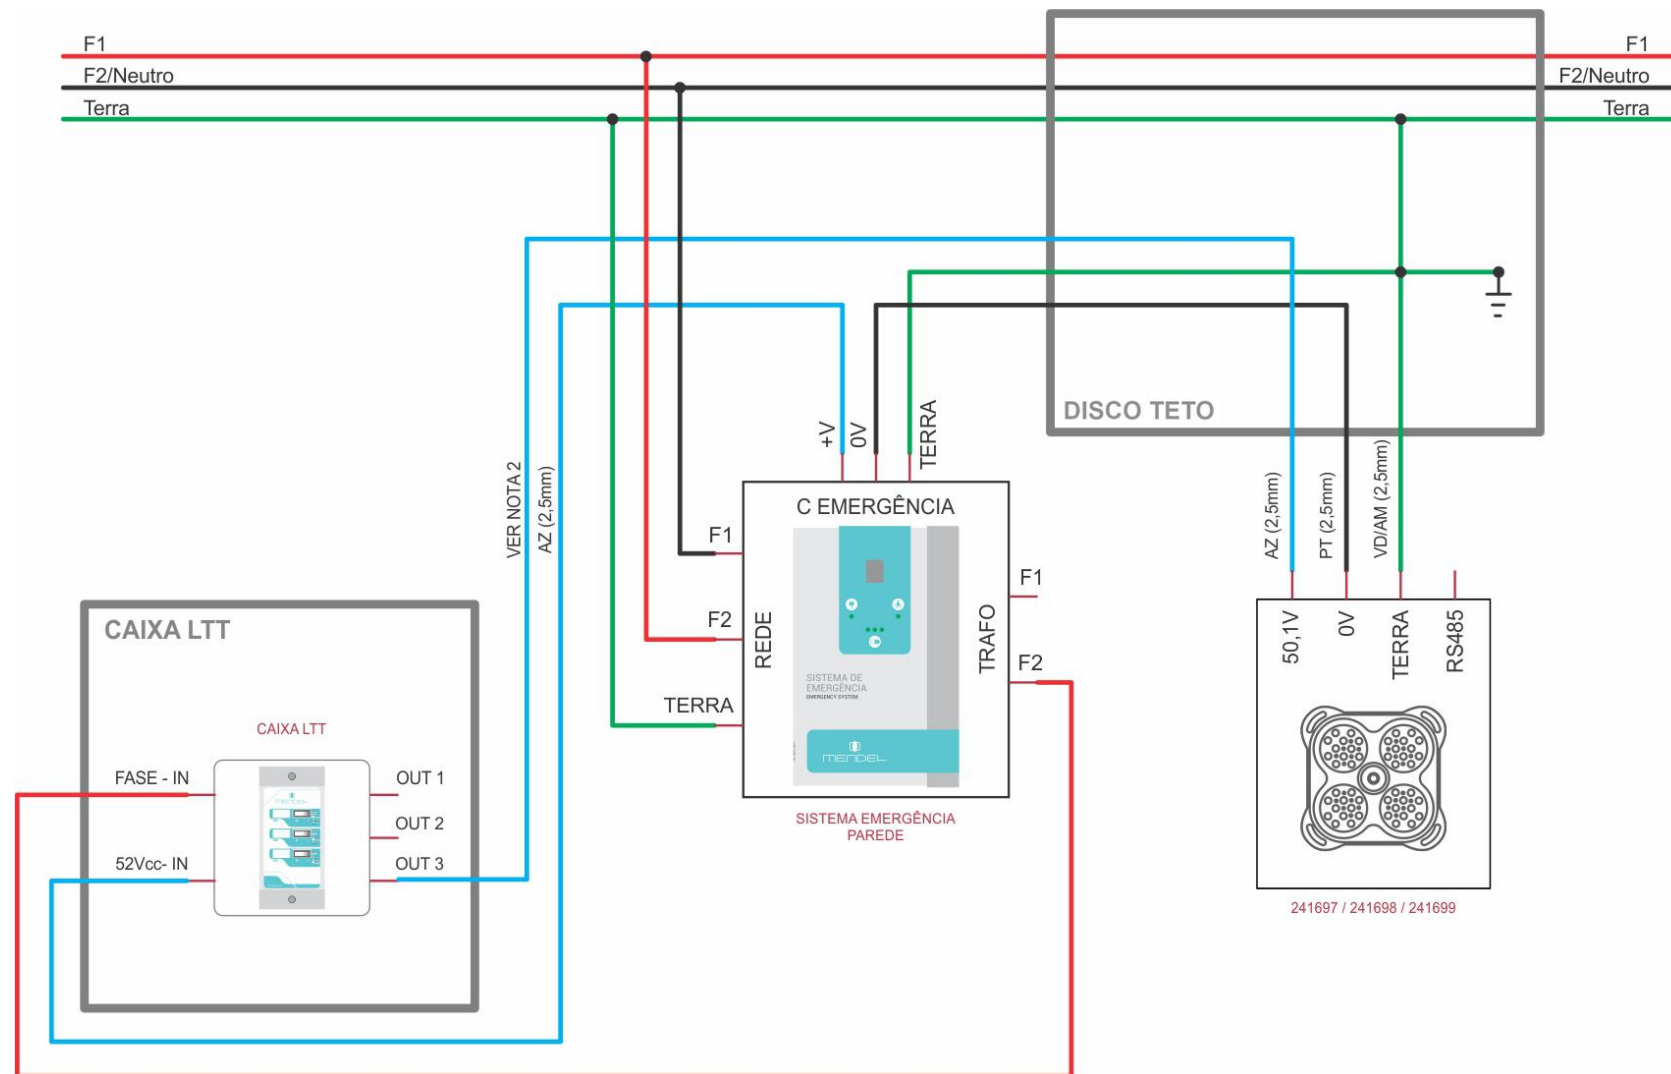 F1
F1
F2/Neutro
F2/Neutro
Terra
Terra
DISCO TETO
+V
0V
TERRA
VER NOTA 2
AZ (2,5mm)
AZ (2,5mm)
PT (2,5mm)
VD/AM (2,5mm)
C EMERGÊNCIA
F1
F2
TERRA
REDE
F1
F2
TRAFO
SISTEMA DE
EMERGÊNCIA
EMERGENCY SYSTEM
MENDEL
SISTEMA EMERGÊNCIA
PAREDE
50,1V
0V
TERRA
RS485
241697 / 241698 / 241699
CAIXA LTT
CAIXA LTT
FASE - IN
52Vcc- IN
MENDEL
OUT 1
OUT 2
OUT 3